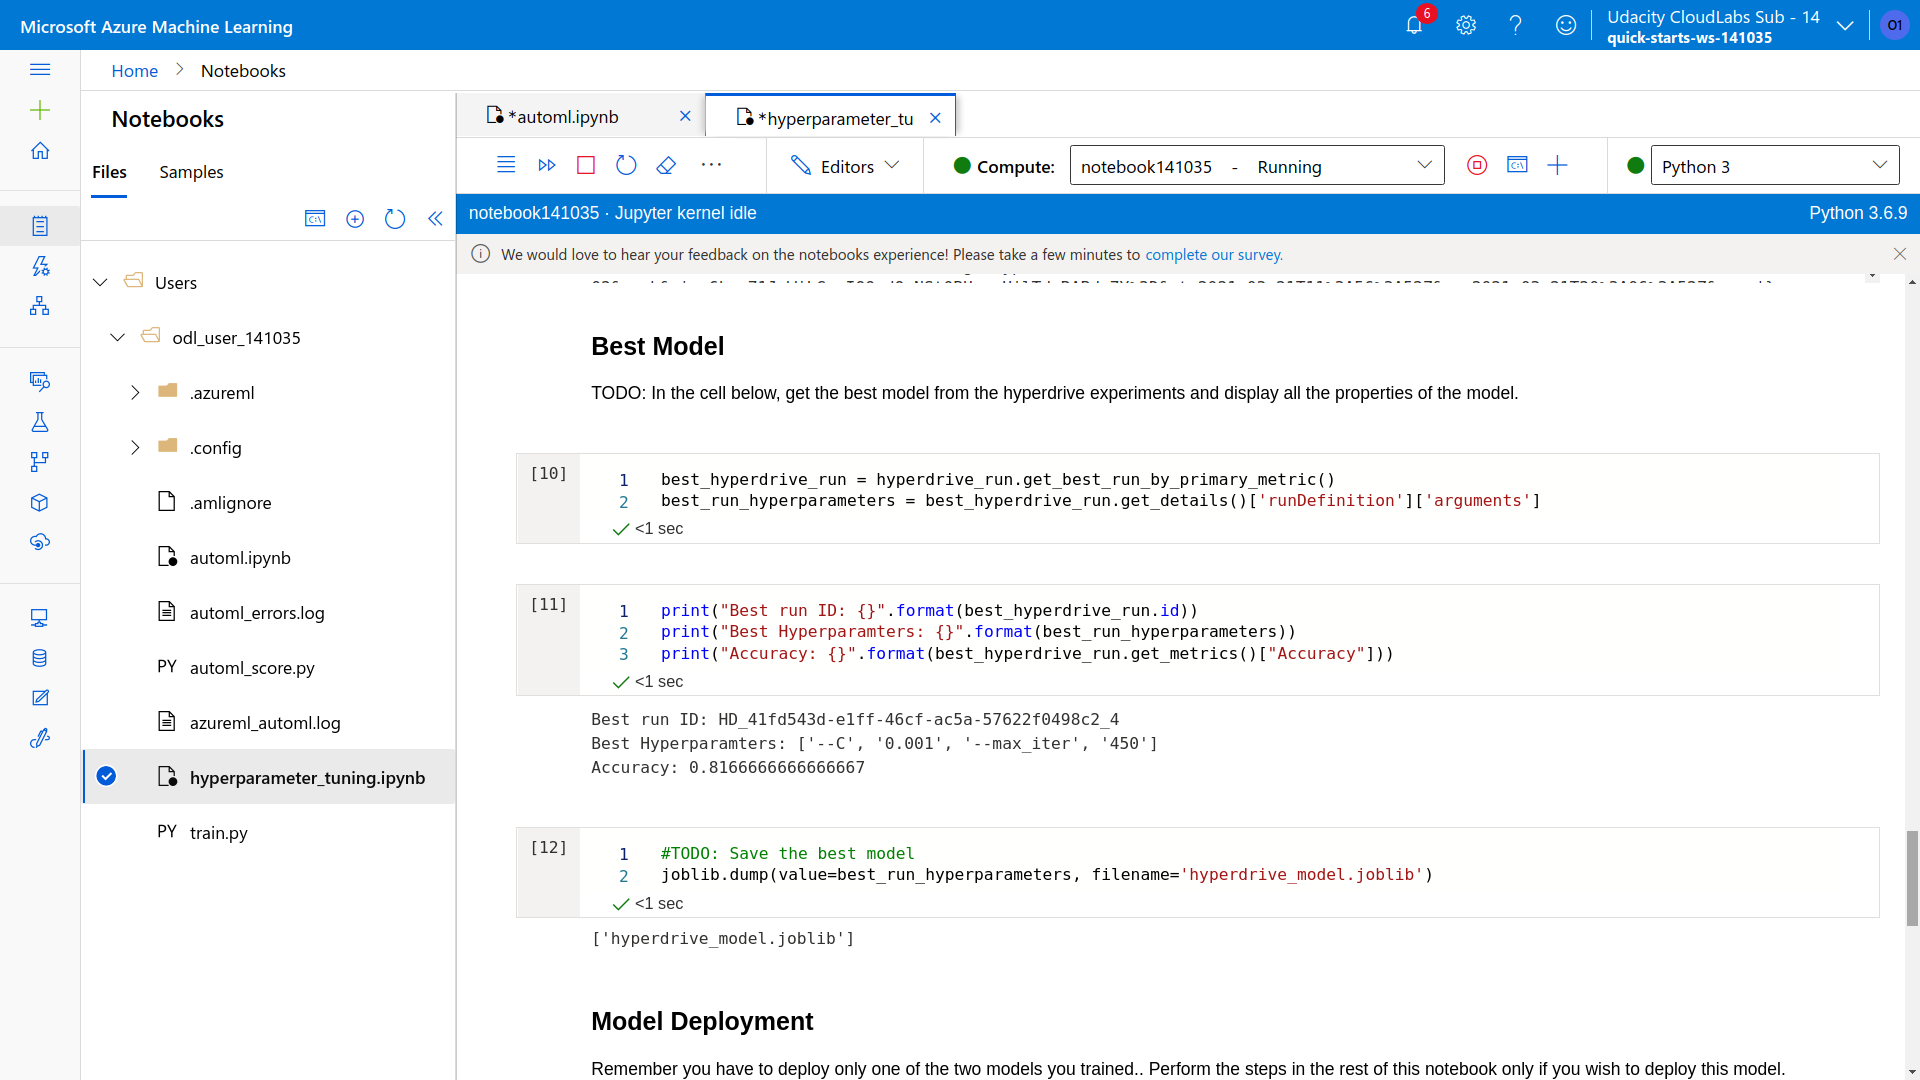 Microsoft Azure Machine Learning
6
Udacity CloudLabs Sub - 14
quick-starts-ws-141035
O1
Home > Notebooks
Notebooks
Files Samples
Users
odl_user_141035
.azureml
.config
.amlignore
automl.ipynb
automl_errors.log
PY automl_score.py
azureml_automl.log
hyperparameter_tuning.ipynb
PY train.py
*automl.ipynb
*hyperparameter_tu
Editors
Compute: notebook141035 - Running
Python 3
notebook141035 · Jupyter kernel idle
Python 3.6.9
We would love to hear your feedback on the notebooks experience! Please take a few minutes to complete our survey.
Best Model
TODO: In the cell below, get the best model from the hyperdrive experiments and display all the properties of the model.
[10]
1 best_hyperdrive_run = hyperdrive_run.get_best_run_by_primary_metric()
2 best_run_hyperparameters = best_hyperdrive_run.get_details()['runDefinition']['arguments']
<1 sec
[11]
1 print("Best run ID: {}".format(best_hyperdrive_run.id))
2 print("Best Hyperparamters: {}".format(best_run_hyperparameters))
3 print("Accuracy: {}".format(best_hyperdrive_run.get_metrics()["Accuracy"]))
<1 sec
Best run ID: HD_41fd543d-e1ff-46cf-ac5a-57622f0498c2_4
Best Hyperparamters: ['--C', '0.001', '--max_iter', '450']
Accuracy: 0.8166666666666667
[12]
1 #TODO: Save the best model
2 joblib.dump(value=best_run_hyperparameters, filename='hyperdrive_model.joblib')
<1 sec
['hyperdrive_model.joblib']
Model Deployment
Remember you have to deploy only one of the two models you trained.. Perform the steps in the rest of this notebook only if you wish to deploy this model.